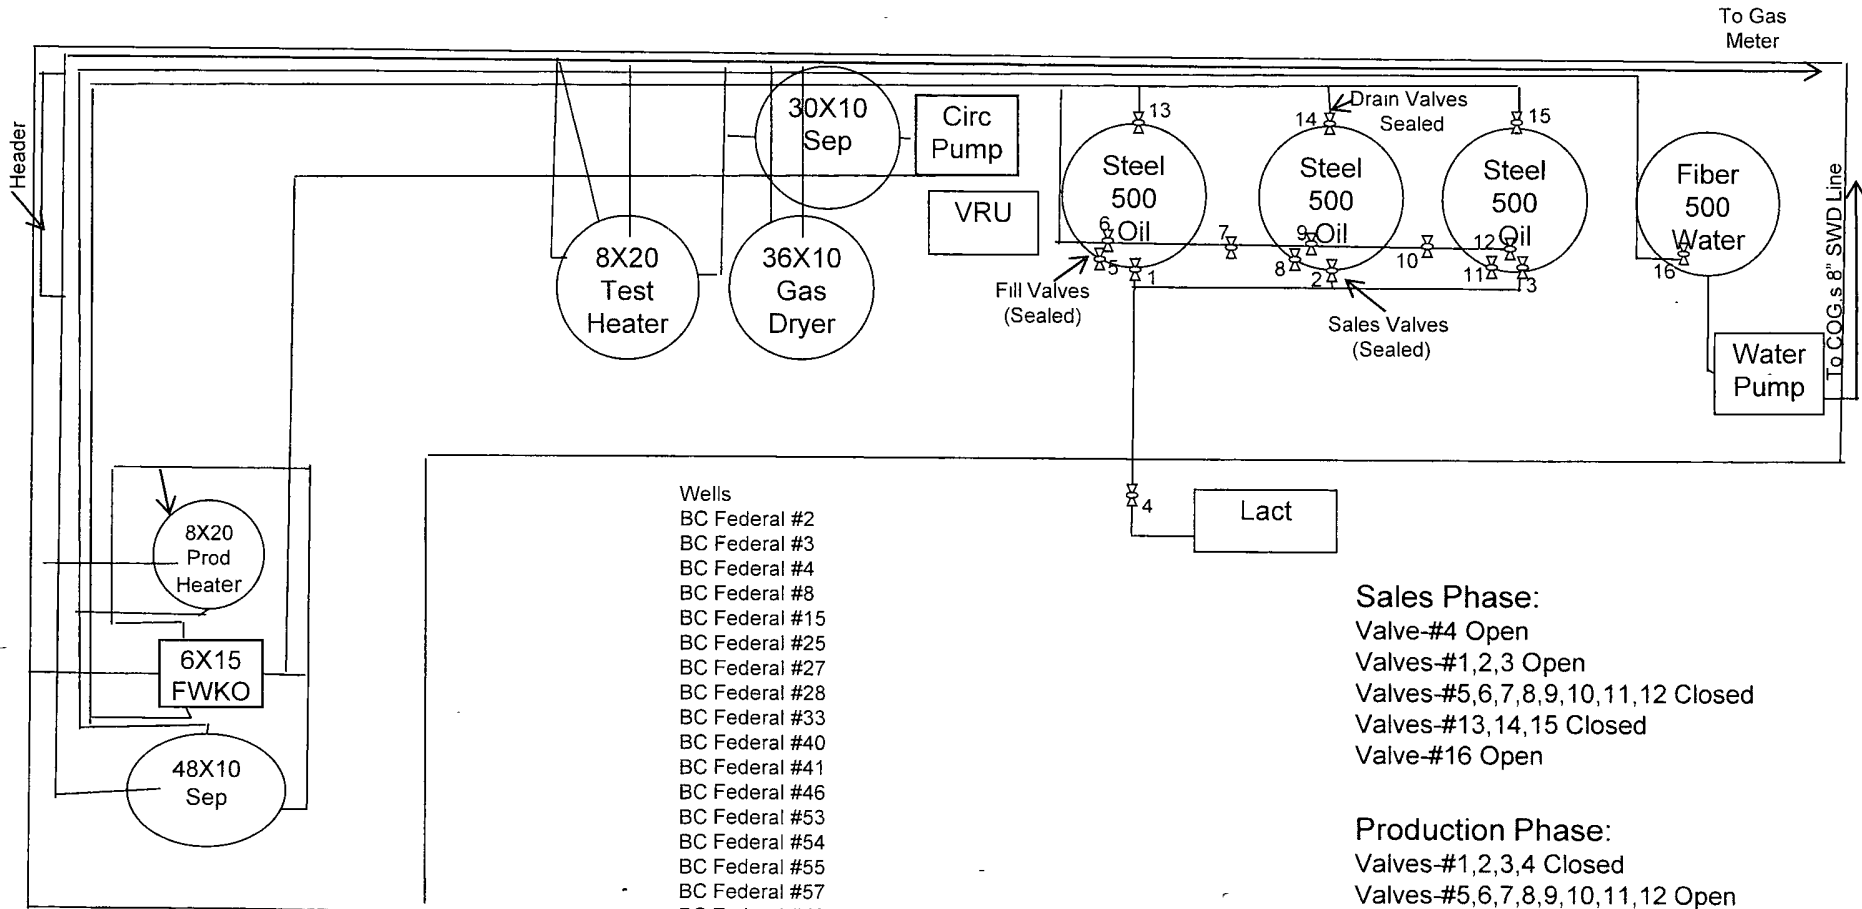 To Gas
Meter
Header
30X10
Sep
Circ
Pump
VRU
8X20
Test
Heater
36X10
Gas
Dryer
13
14
Drain Valves
Sealed
15
Steel
500
Oil
Steel
500
Oil
Steel
500
Oil
Fiber
500
Water
6
5
1
7
9
8
2
10
12
11
3
16
Fill Valves
(Sealed)
Sales Valves
(Sealed)
Water
Pump
To COG,s 8" SWD Line
4
Lact
8X20
Prod
Heater
6X15
FWKO
48X10
Sep
Wells
BC Federal #2
BC Federal #3
BC Federal #4
BC Federal #8
BC Federal #15
BC Federal #25
BC Federal #27
BC Federal #28
BC Federal #33
BC Federal #40
BC Federal #41
BC Federal #46
BC Federal #53
BC Federal #54
BC Federal #55
BC Federal #57
Sales Phase:
Valve-#4 Open
Valves-#1,2,3 Open
Valves-#5,6,7,8,9,10,11,12 Closed
Valves-#13,14,15 Closed
Valve-#16 Open
Production Phase:
Valves-#1,2,3,4 Closed
Valves-#5,6,7,8,9,10,11,12 Open